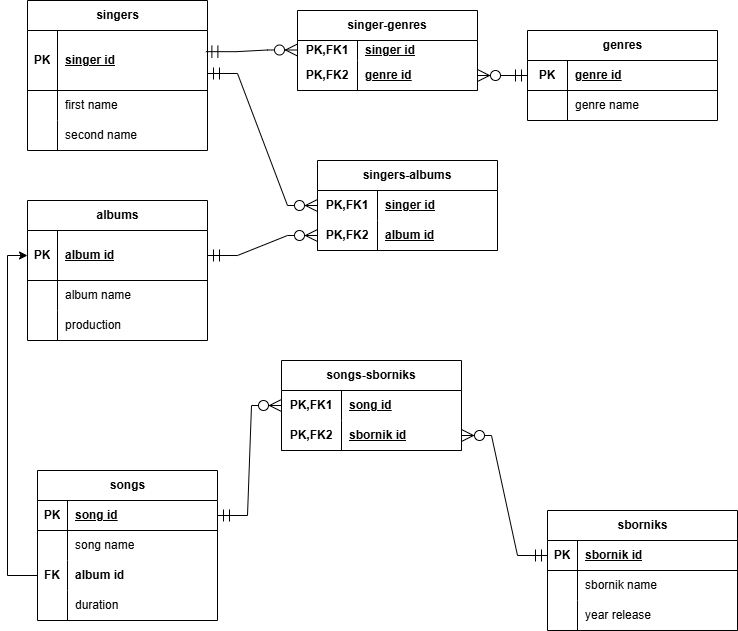 singers
PK singer id
first name
second name
singer-genres
PK,FK1 singer id
PK,FK2 genre id
genres
PK genre id
genre name
singers-albums
PK,FK1 singer id
PK,FK2 album id
albums
PK album id
album name
production
songs-sborniks
PK,FK1 song id
PK,FK2 sbornik id
songs
PK song id
song name
FK album id
duration
sborniks
PK sbornik id
sbornik name
year release